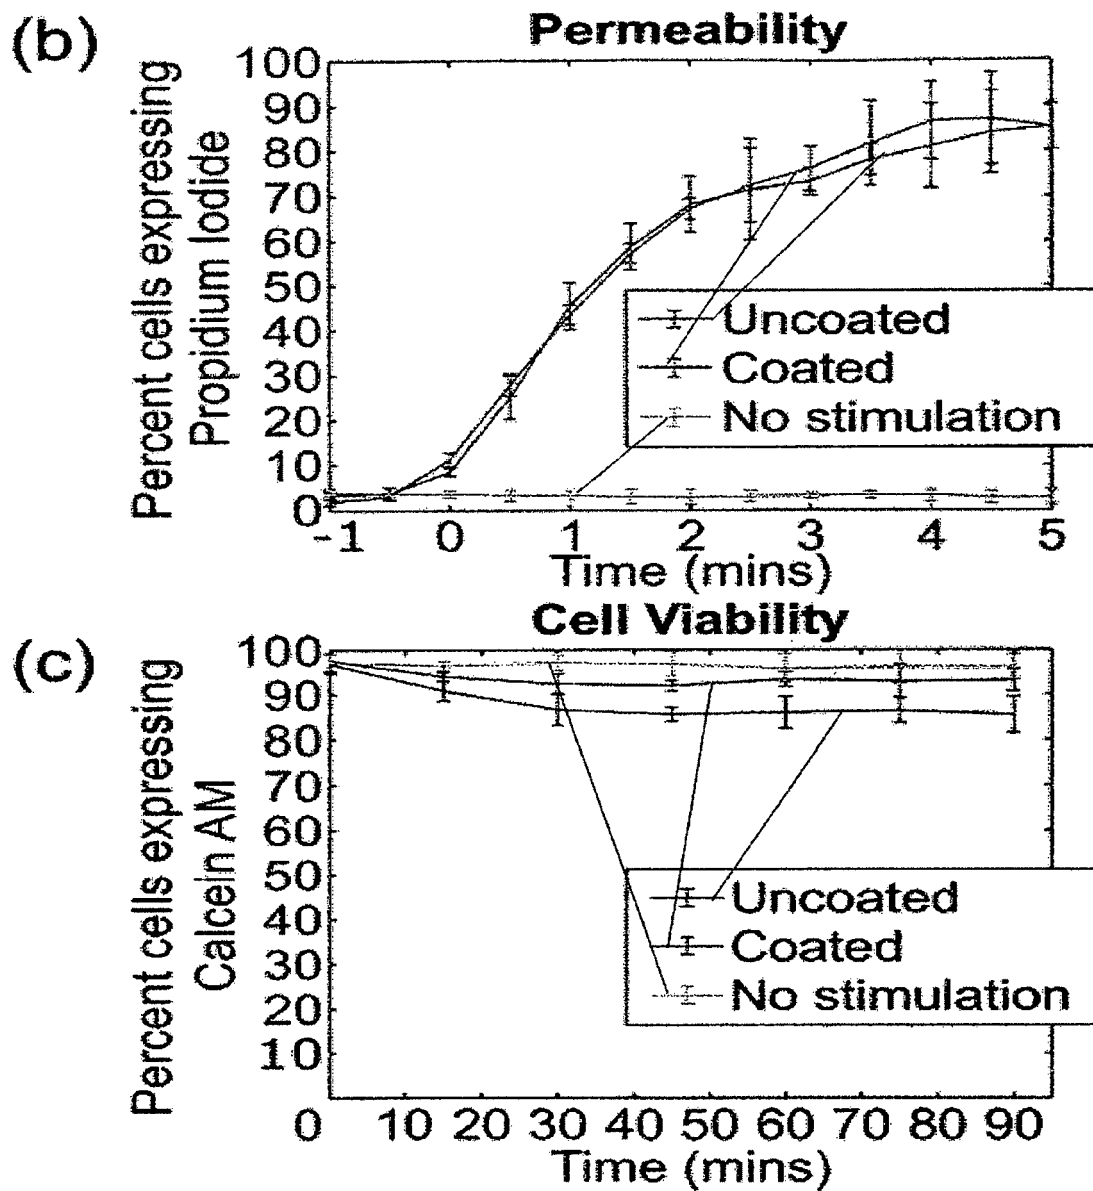 (b)
Permeability
Percent cells expressing
Propidium Iodide
100
90
80
70
60
50
40
30
20
10
0
Uncoated
Coated
No stimulation
-1 0 1 2 3 4 5
Time (mins)
(c)
Cell Viability
Percent cells expressing
Calcein AM
100
90
80
70
60
90
50
40
30
20
10
Uncoated
Coated
No stimulation
0 10 20 30 40 50 60 70 80 90
Time (mins)